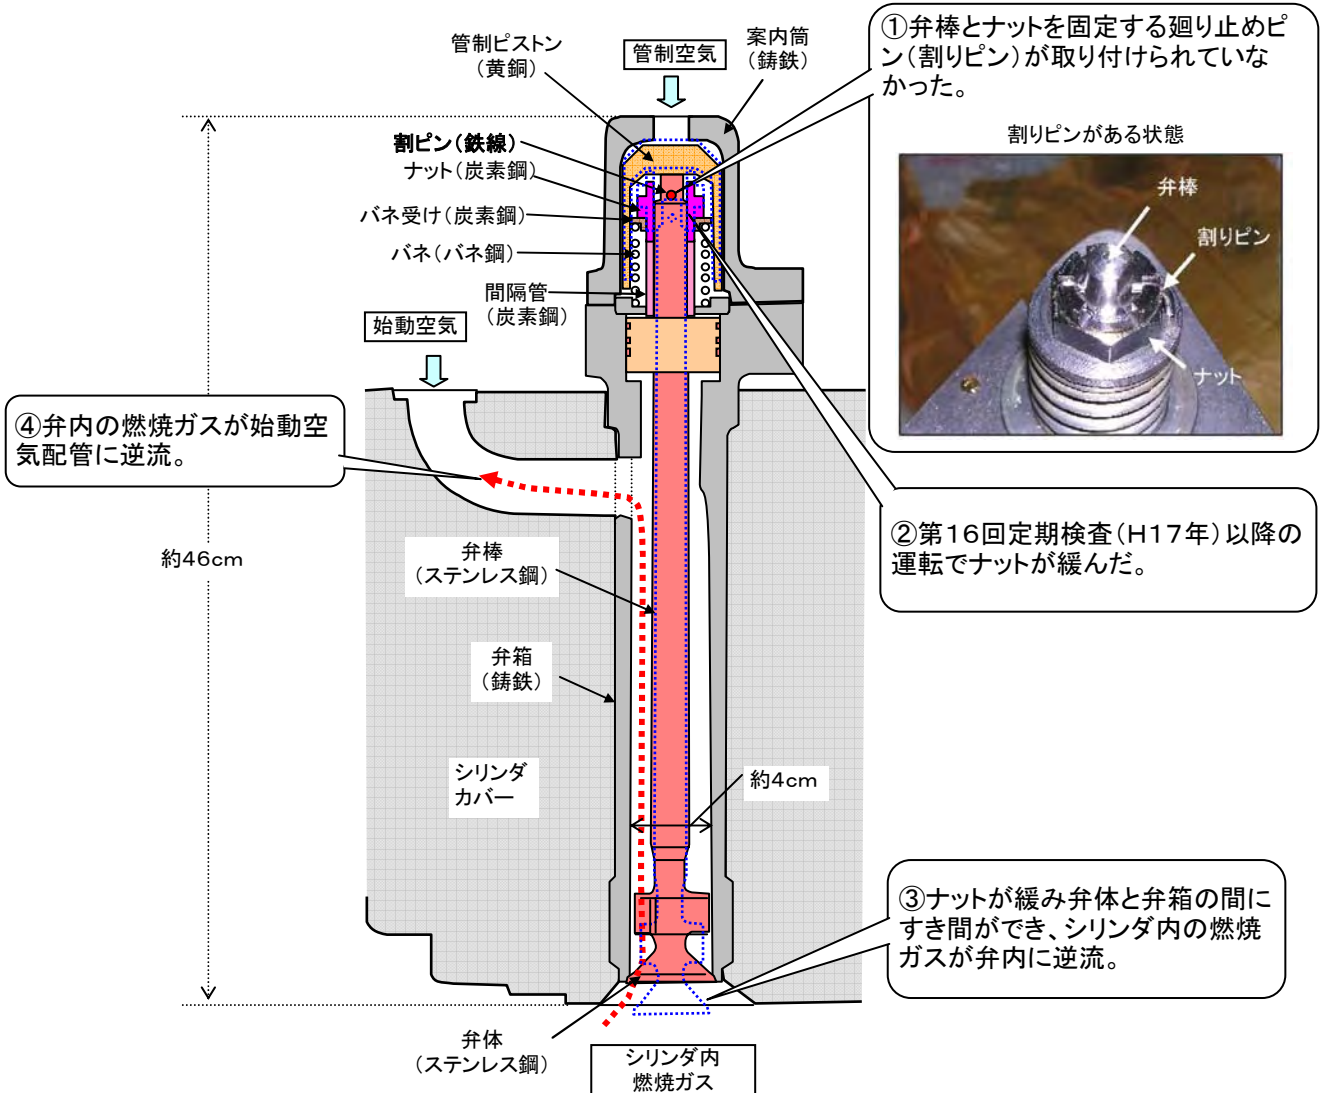 管制ピストン
(黄銅)
管制空気
案内筒
(鋳鉄)
①弁棒とナットを固定する廻り止めピ
ン(割りピン)が取り付けられていな
かった。
割りピンがある状態
弁棒
割りピン
ナット
割ピン(鉄線)
ナット(炭素鋼)
バネ受け(炭素鋼)
バネ(バネ鋼)
間隔管
(炭素鋼)
始動空気
④弁内の燃焼ガスが始動空
気配管に逆流。
②第16回定期検査(H17年)以降の
運転でナットが緩んだ。
約46cm
弁棒
(ステンレス鋼)
弁箱
(鋳鉄)
シリンダ
カバー
約4cm
③ナットが緩み弁体と弁箱の間に
すき間ができ、シリンダ内の燃焼
ガスが弁内に逆流。
弁体
(ステンレス鋼)
シリンダ内
燃焼ガス